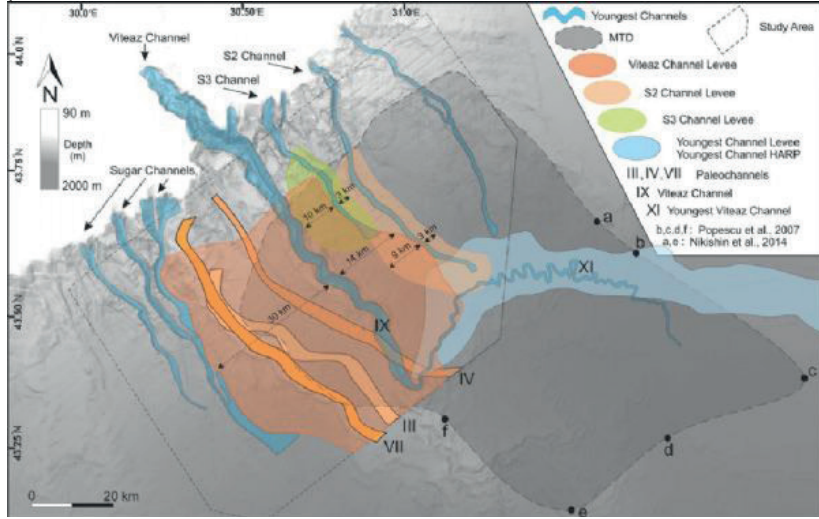 30.0°E 30.50°E 31.0°E
44.0°N
43.75°N
43.50°N
43.25°N
Viteaz Channel
S2 Channel
S3 Channel
N
90 m
Depth
(m)
2000 m
Sugar Channels
10 km
3 km
14 km
9 km
3 km
30 km
IX
XI
IV
III
VII
a
b
c
d
e
f
0 20 km
Youngest Channels
MTD
Study Area
Viteaz Channel Levee
S2 Channel Levee
S3 Channel Levee
Youngest Channel Levee
Youngest Channel HARP
III, IV, VII Paleochannels
IX Viteaz Channel
XI Youngest Viteaz Channel
b,c,d,f : Popescu et al., 2007
a,e : Nikishin et al., 2014